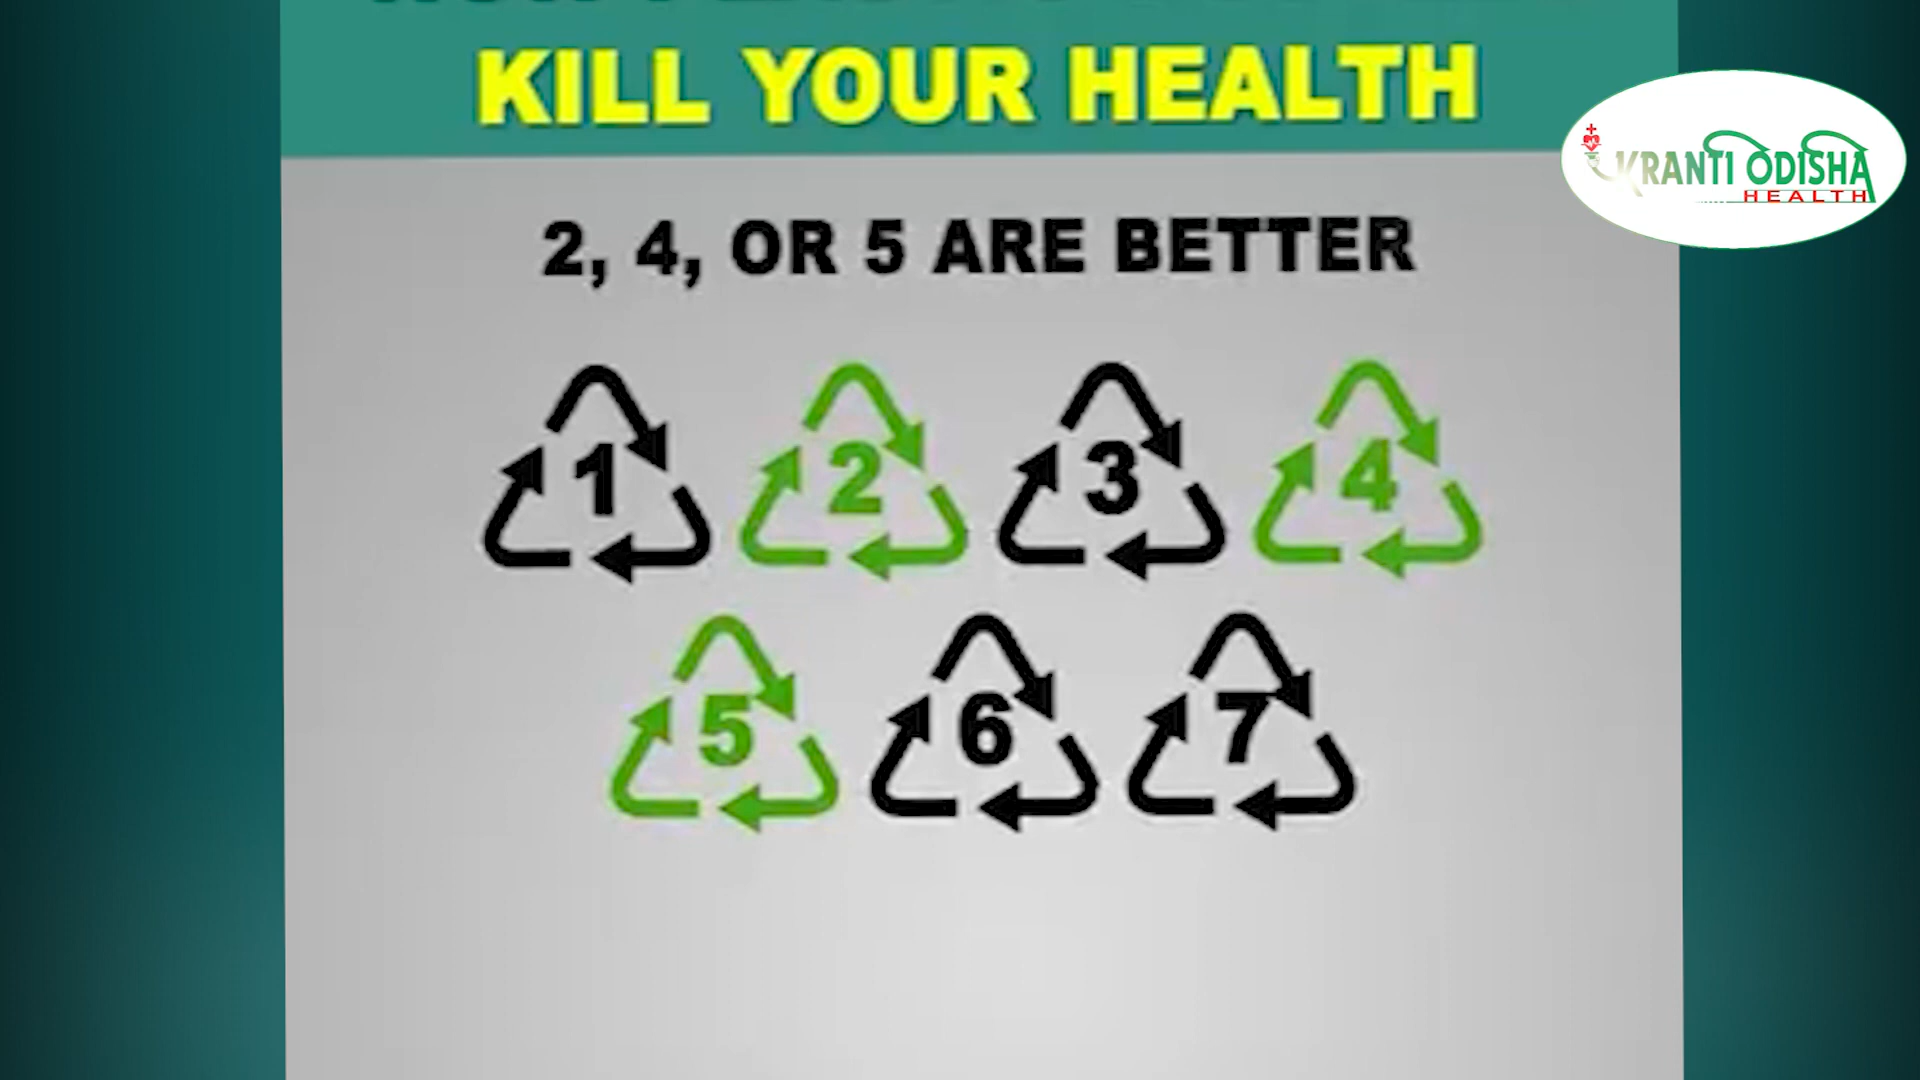 KILL YOUR HEALTH
KRANTI ODISHA
HEALTH
2, 4, OR 5 ARE BETTER
1 2 3 4
5 6 7